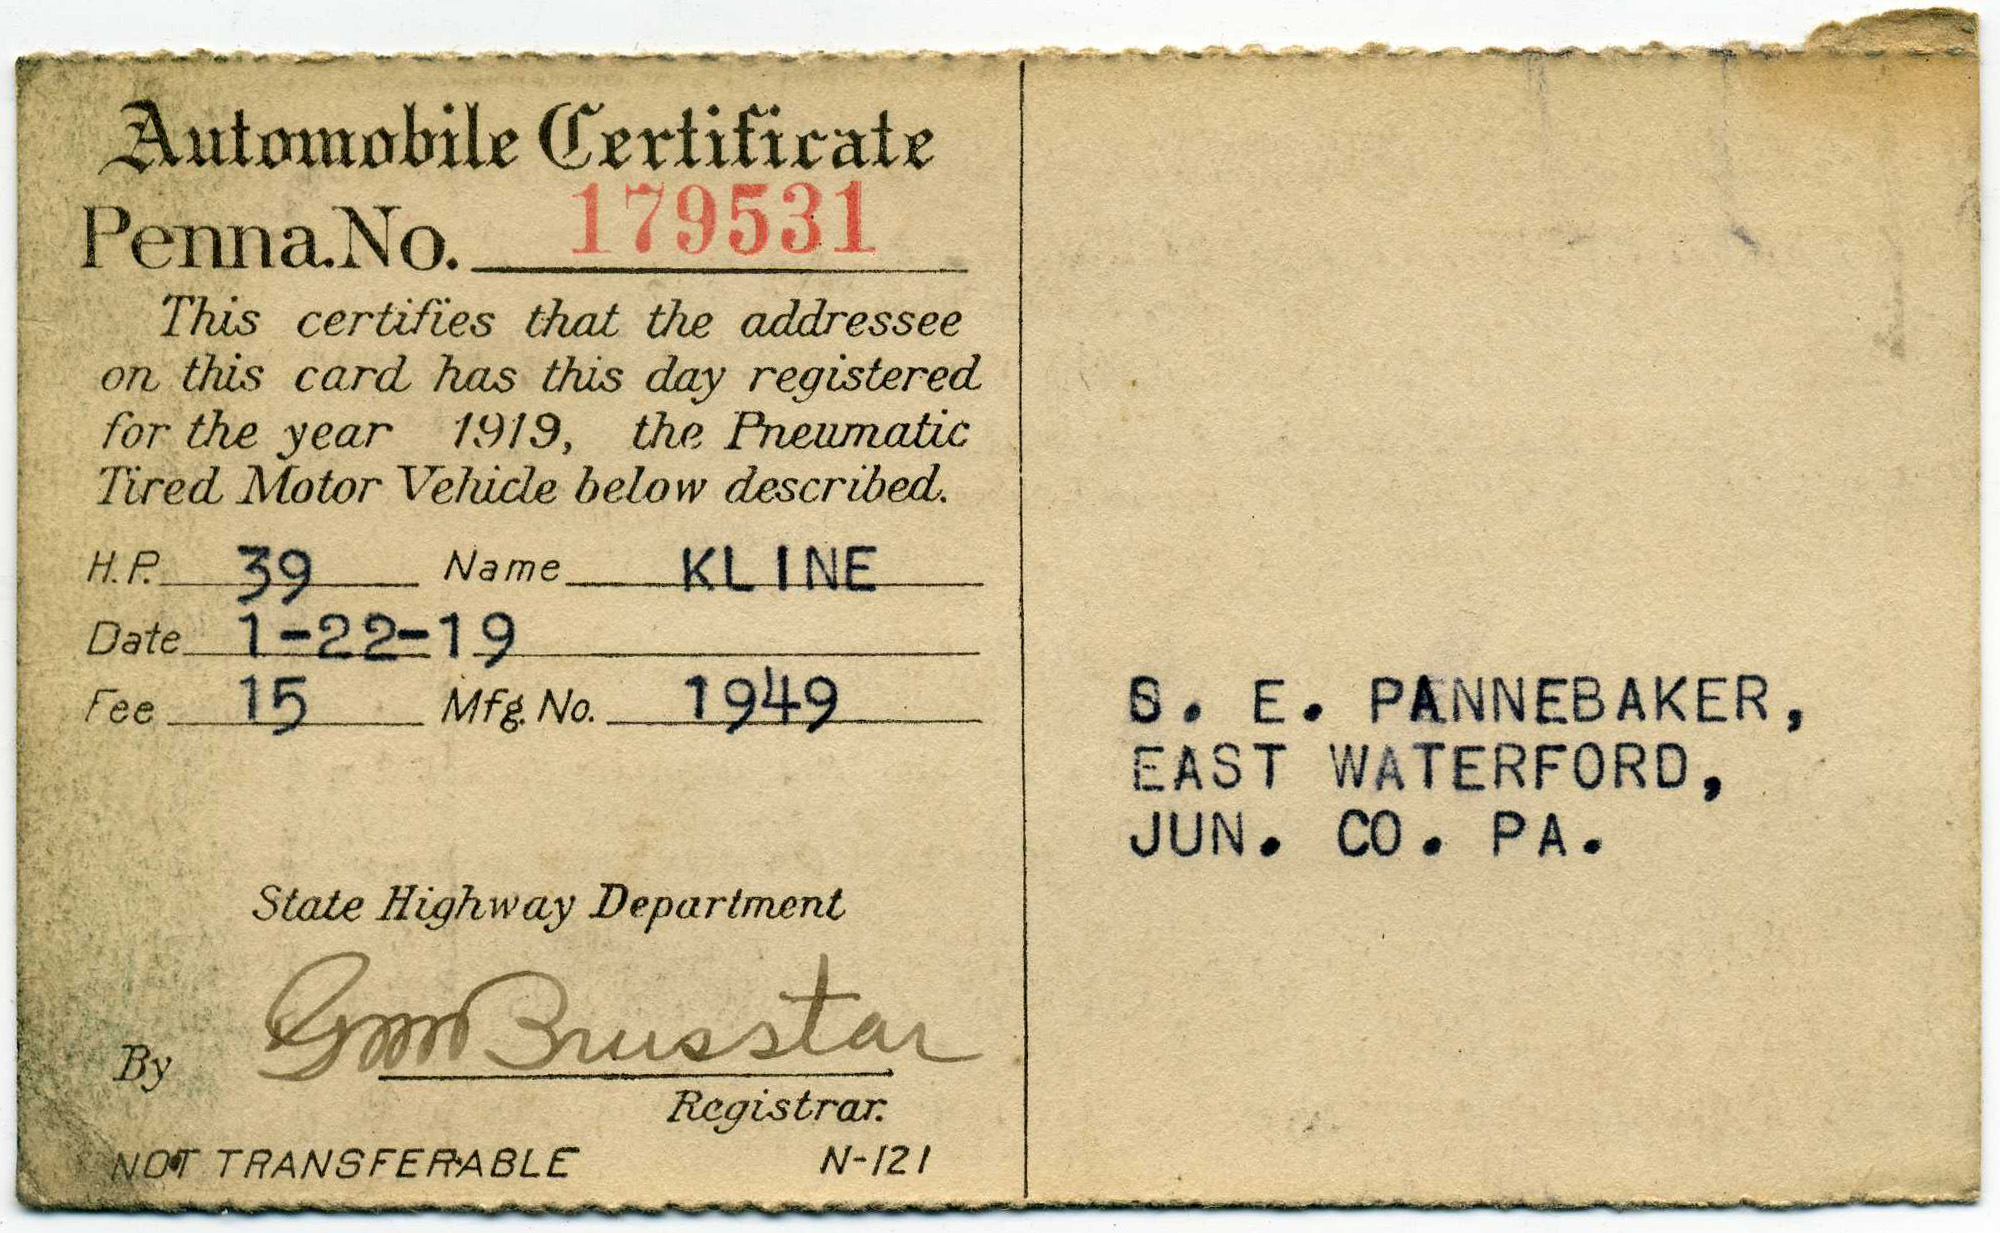 Automobile Certificate
Penna. No. 179531
This certifies that the addressee
on this card has this day registered
for the year 1919, the Pneumatic
Tired Motor Vehicle below described.
H.P. 39 Name KLINE
Date 1-22-19
Fee 15 Mfg. No. 1949
State Highway Department
By GMBrusstar
Registrar.
NOT TRANSFERABLE N-121
S. E. PANNEBAKER,
EAST WATERFORD,
JUN. CO. PA.